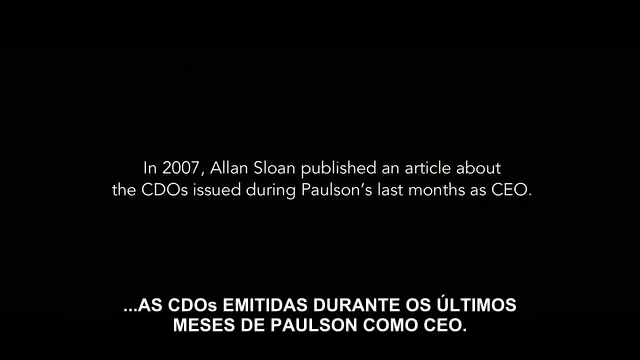 In 2007, Allan Sloan published an article about
the CDOs issued during Paulson's last months as CEO.
...AS CDOs EMITIDAS DURANTE OS ÚLTIMOS
MESES DE PAULSON COMO CEO.